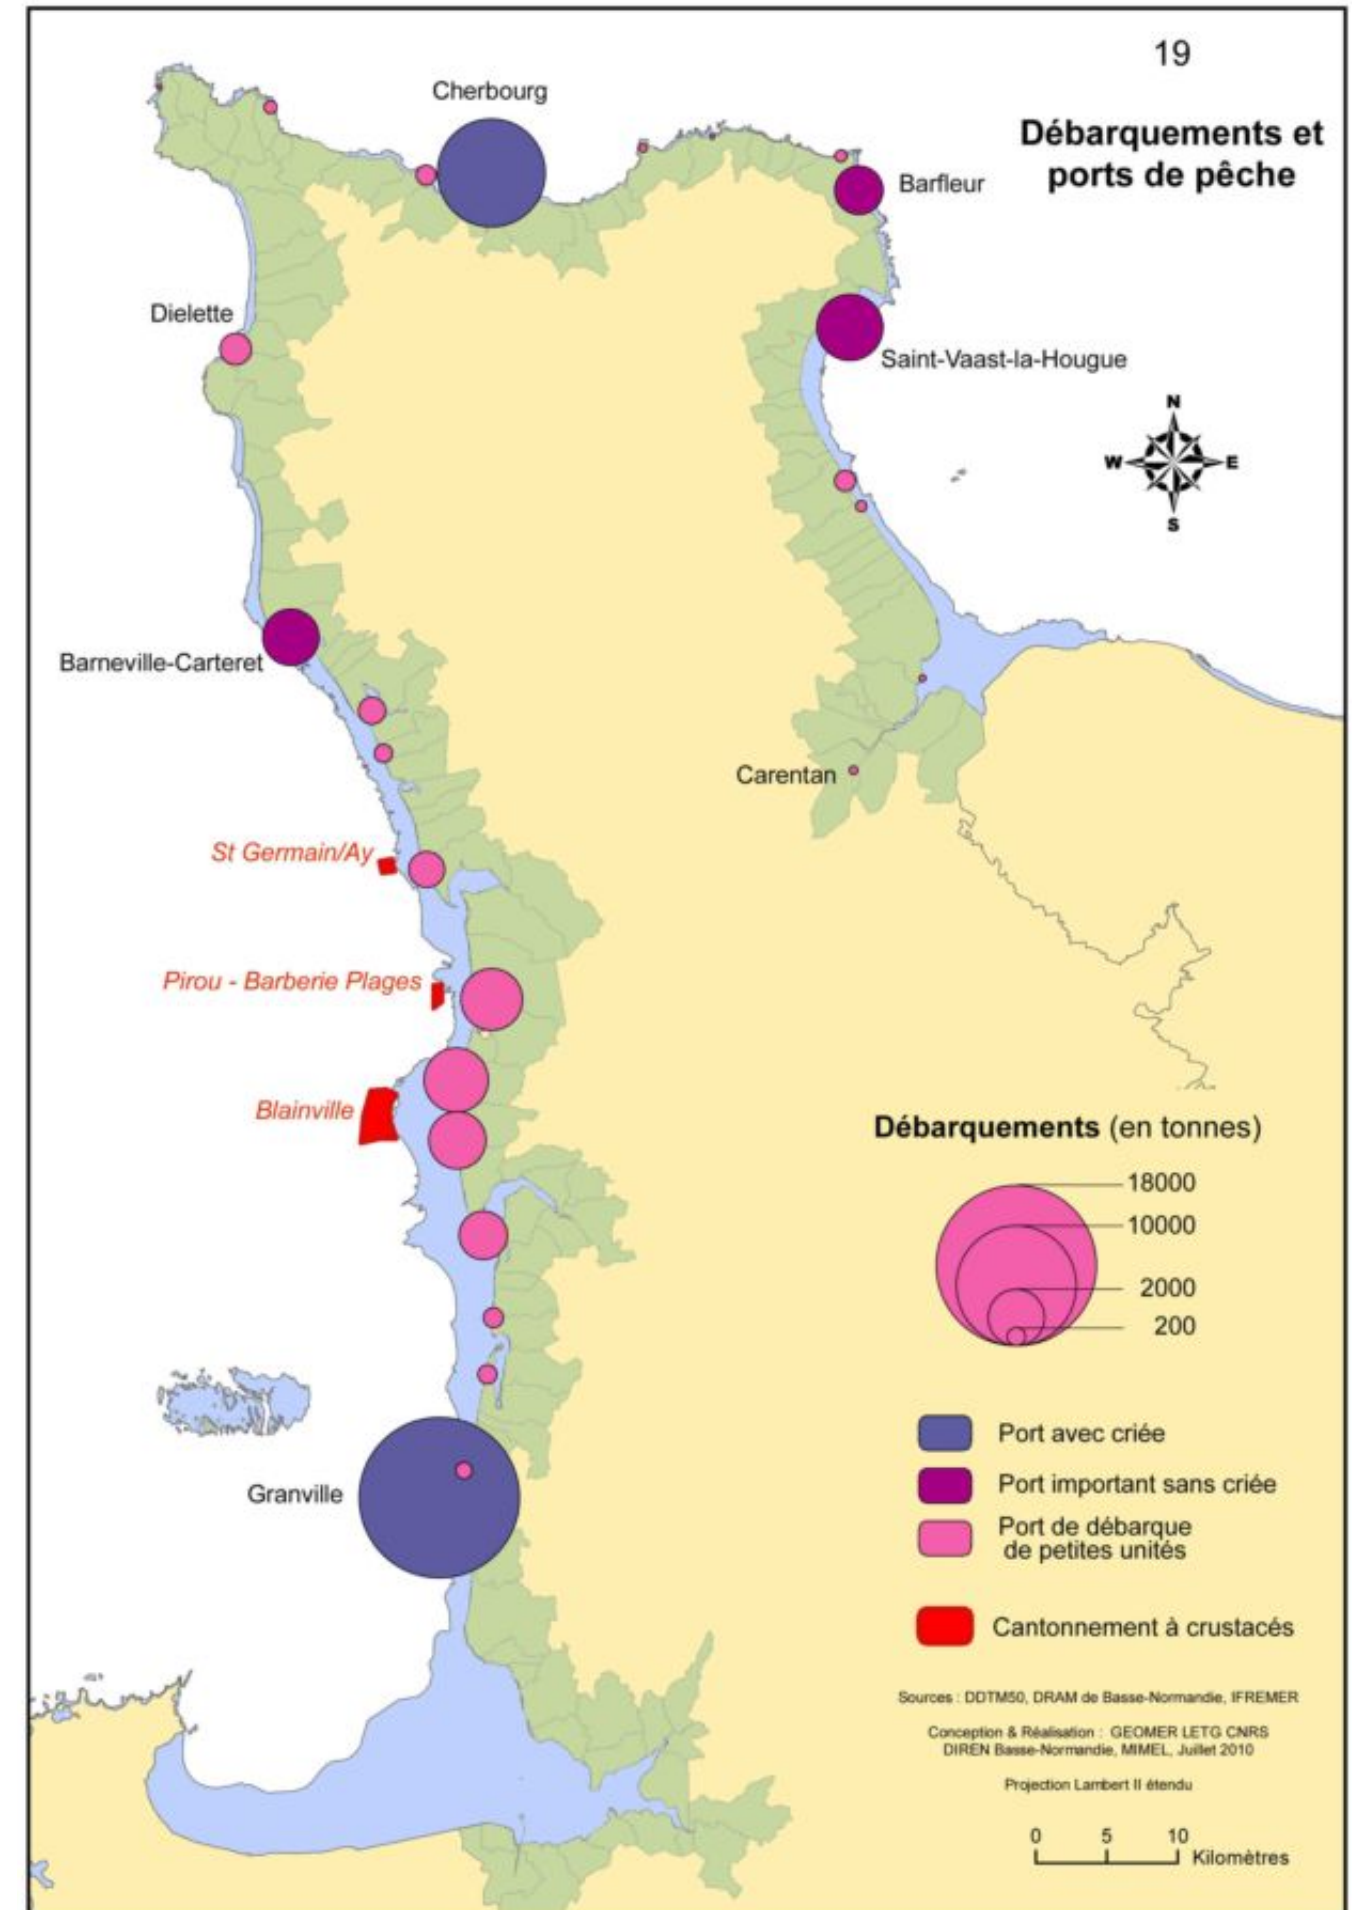 19
Débarquements et
ports de pêche
Cherbourg
Barfleur
Dielette
Saint-Vaast-la-Hougue
N
W
E
S
Barneville-Carteret
Carentan
St Germain/Ay
Pirou - Barberie Plages
Blainville
Granville
Débarquements (en tonnes)
18000
10000
2000
200
Port avec criée
Port important sans criée
Port de débarque
de petites unités
Cantonnement à crustacés
Sources : DDTM50, DRAM de Basse-Normandie, IFREMER
Conception & Réalisation : GEOMER LETG CNRS
DIREN Basse-Normandie, MIMEL, Juillet 2010
Projection Lambert II étendu
0 5 10
Kilomètres